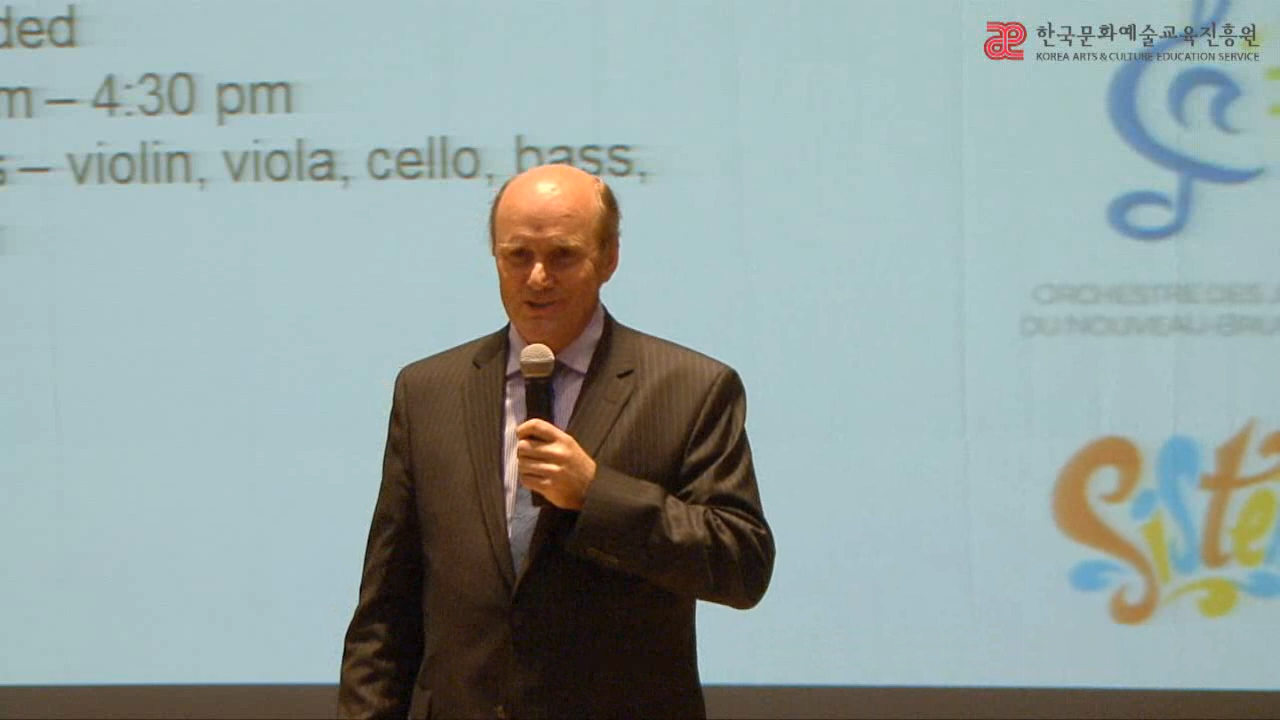 ded
m – 4:30 pm
s – violin, viola, cello, bass,
한국문화예술교육진흥원
KOREA ARTS & CULTURE EDUCATION SERVICE
ORCHESTRE DES
DU NOUVEAU-BRU
Siste